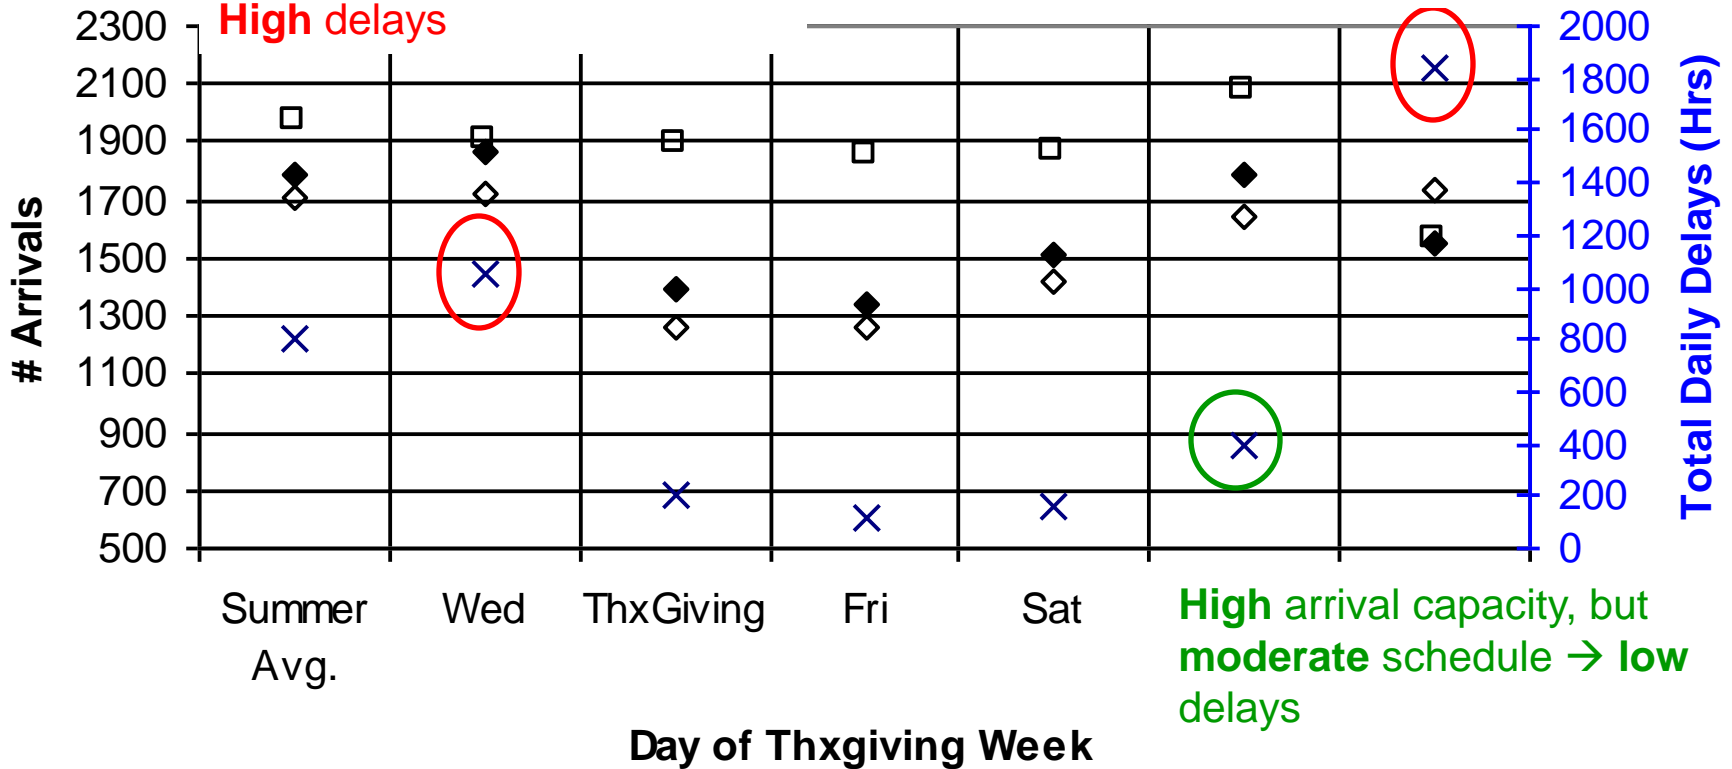 High delays
2300
2100
1900
1700
1500
1300
1100
900
700
500
# Arrivals
2000
1800
1600
1400
1200
1000
800
600
400
200
0
Total Daily Delays (Hrs)
Summer Avg.
Wed
ThxGiving
Fri
Sat
High arrival capacity, but
moderate schedule → low
delays
Day of Thxgiving Week